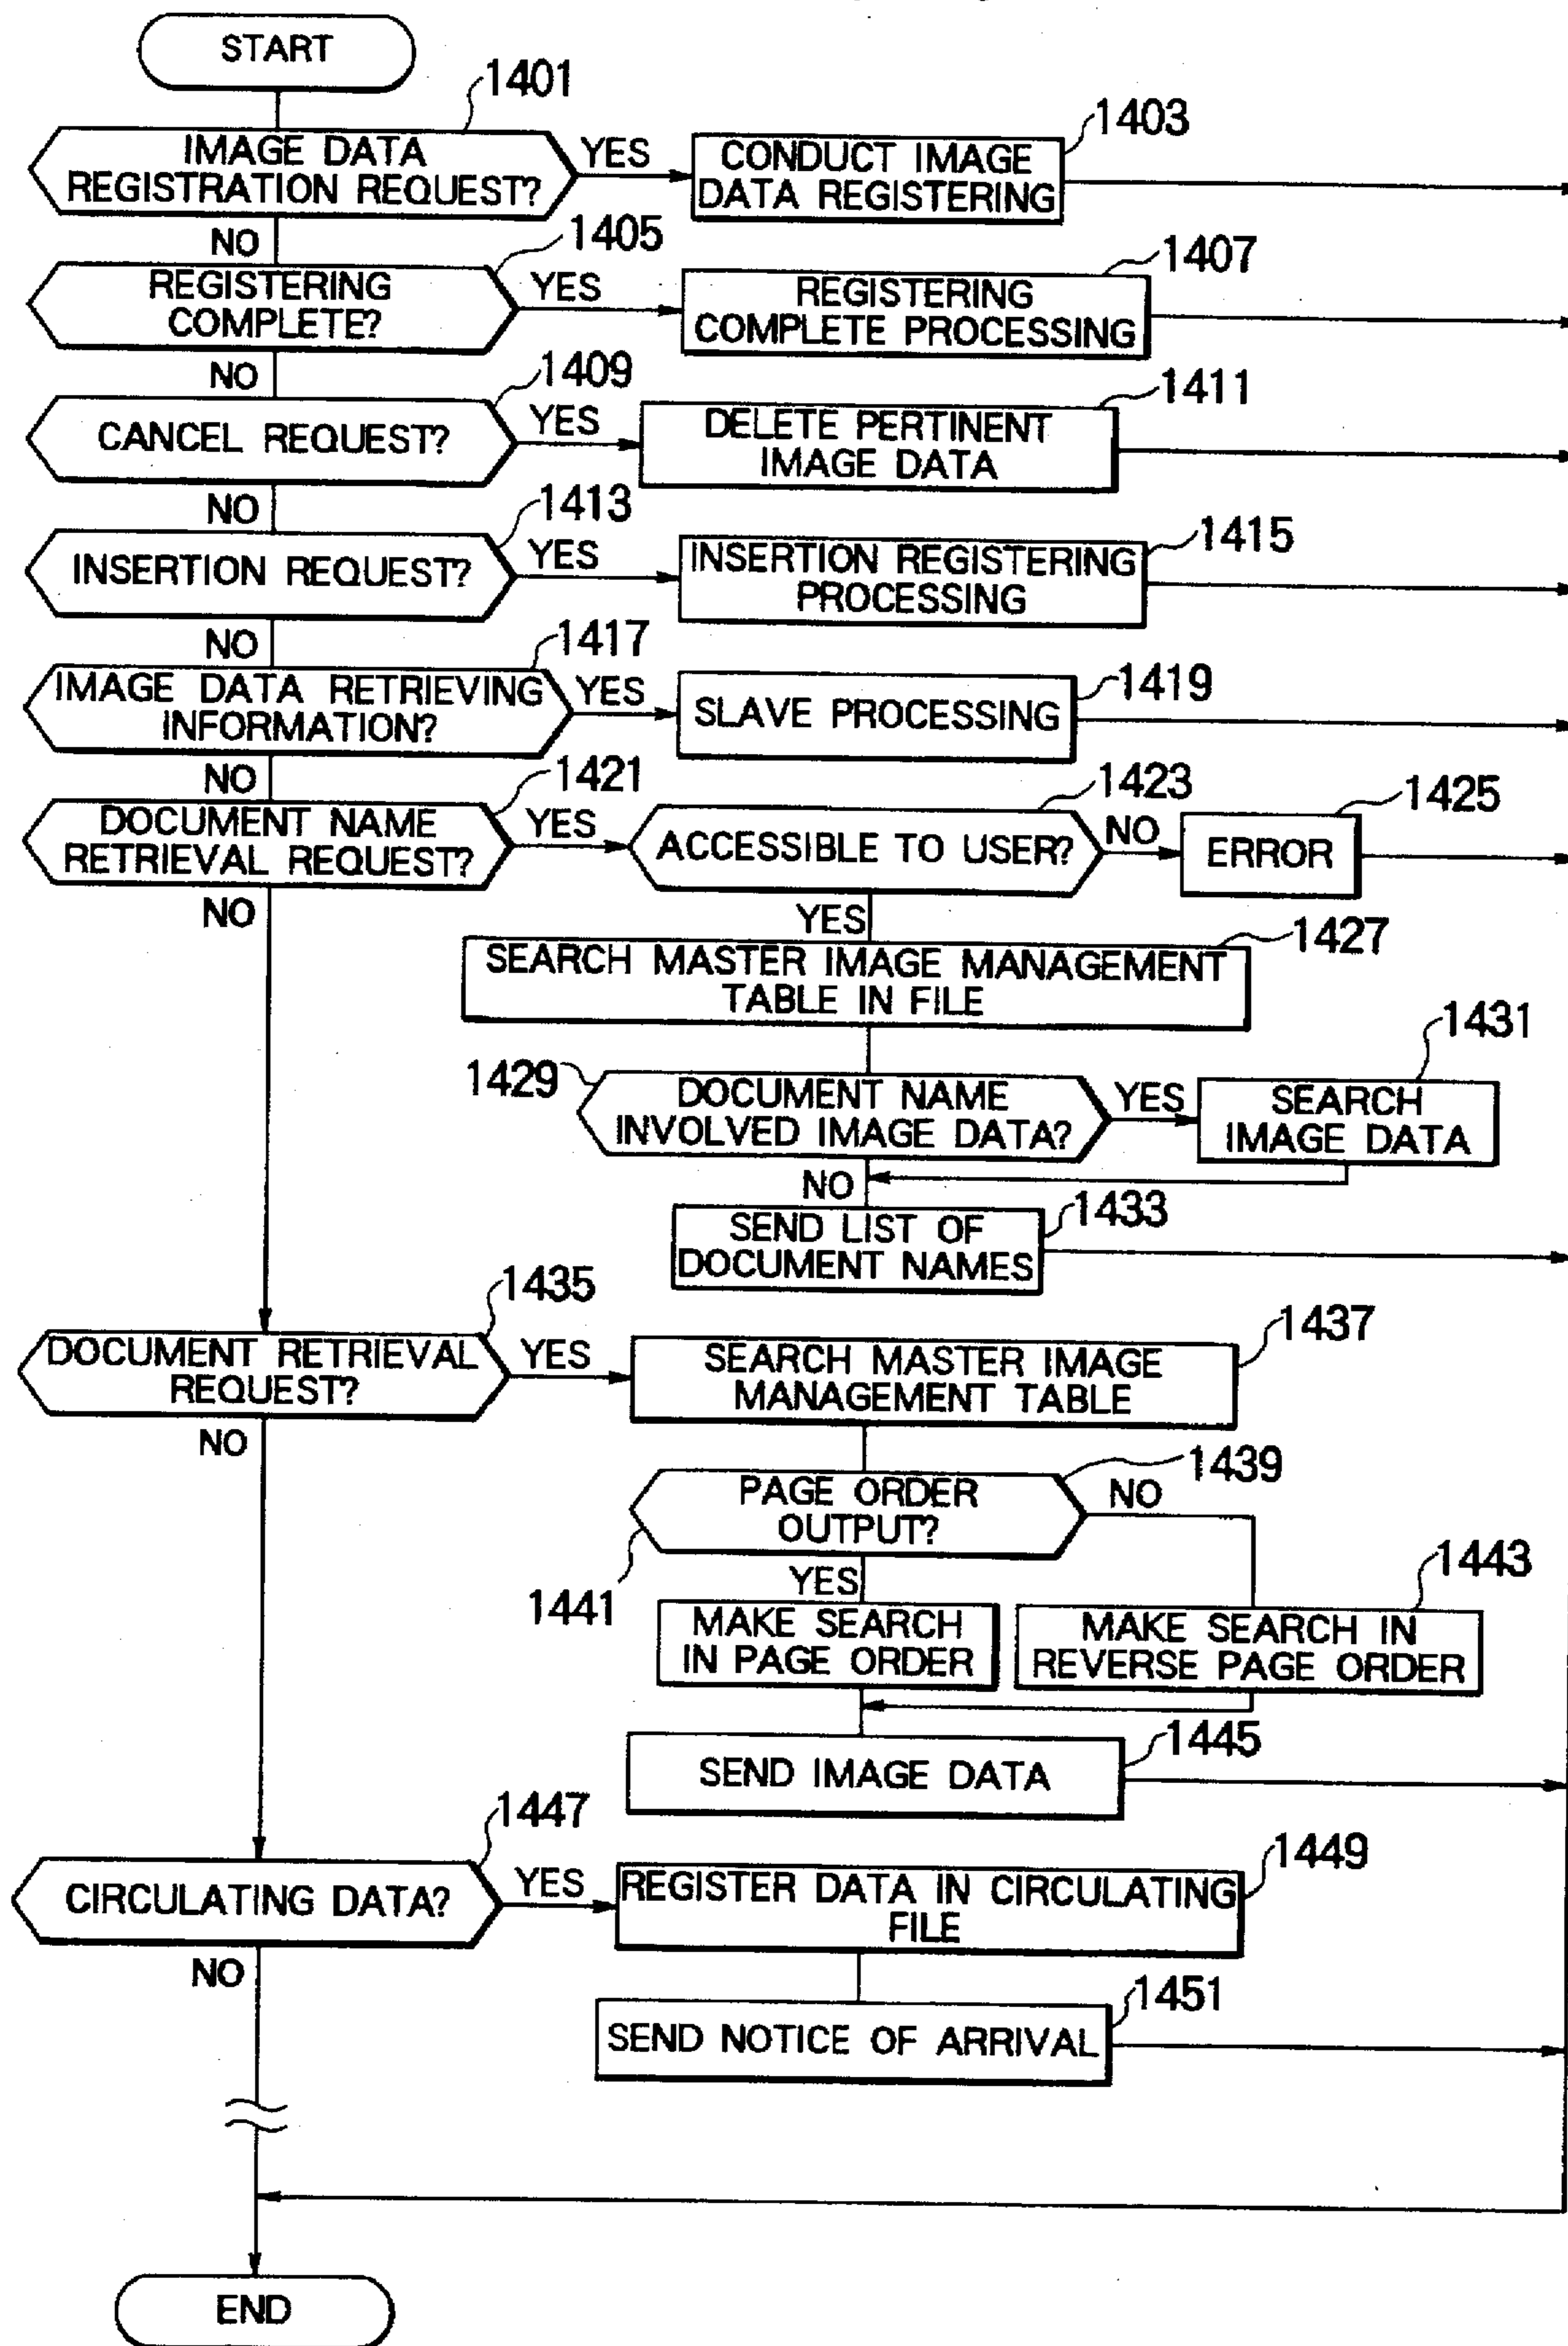 START
1401
IMAGE DATA
REGISTRATION REQUEST?
YES
1403
CONDUCT IMAGE
DATA REGISTERING
NO
1405
REGISTERING
COMPLETE?
YES
1407
REGISTERING
COMPLETE PROCESSING
NO
1409
CANCEL REQUEST?
YES
1411
DELETE PERTINENT
IMAGE DATA
NO
1413
INSERTION REQUEST?
YES
1415
INSERTION REGISTERING
PROCESSING
NO
1417
IMAGE DATA RETRIEVING
INFORMATION?
YES
1419
SLAVE PROCESSING
NO
1421
DOCUMENT NAME
RETRIEVAL REQUEST?
YES
1423
ACCESSIBLE TO USER?
NO
1425
ERROR
NO
YES
1427
SEARCH MASTER IMAGE MANAGEMENT
TABLE IN FILE
1429
DOCUMENT NAME
INVOLVED IMAGE DATA?
YES
1431
SEARCH
IMAGE DATA
NO
1433
SEND LIST OF
DOCUMENT NAMES
1435
DOCUMENT RETRIEVAL
REQUEST?
YES
1437
SEARCH MASTER IMAGE
MANAGEMENT TABLE
NO
1439
PAGE ORDER
OUTPUT?
NO
YES
1441
MAKE SEARCH
IN PAGE ORDER
1443
MAKE SEARCH IN
REVERSE PAGE ORDER
1445
SEND IMAGE DATA
1447
CIRCULATING DATA?
YES
1449
REGISTER DATA IN CIRCULATING
FILE
NO
1451
SEND NOTICE OF ARRIVAL
END